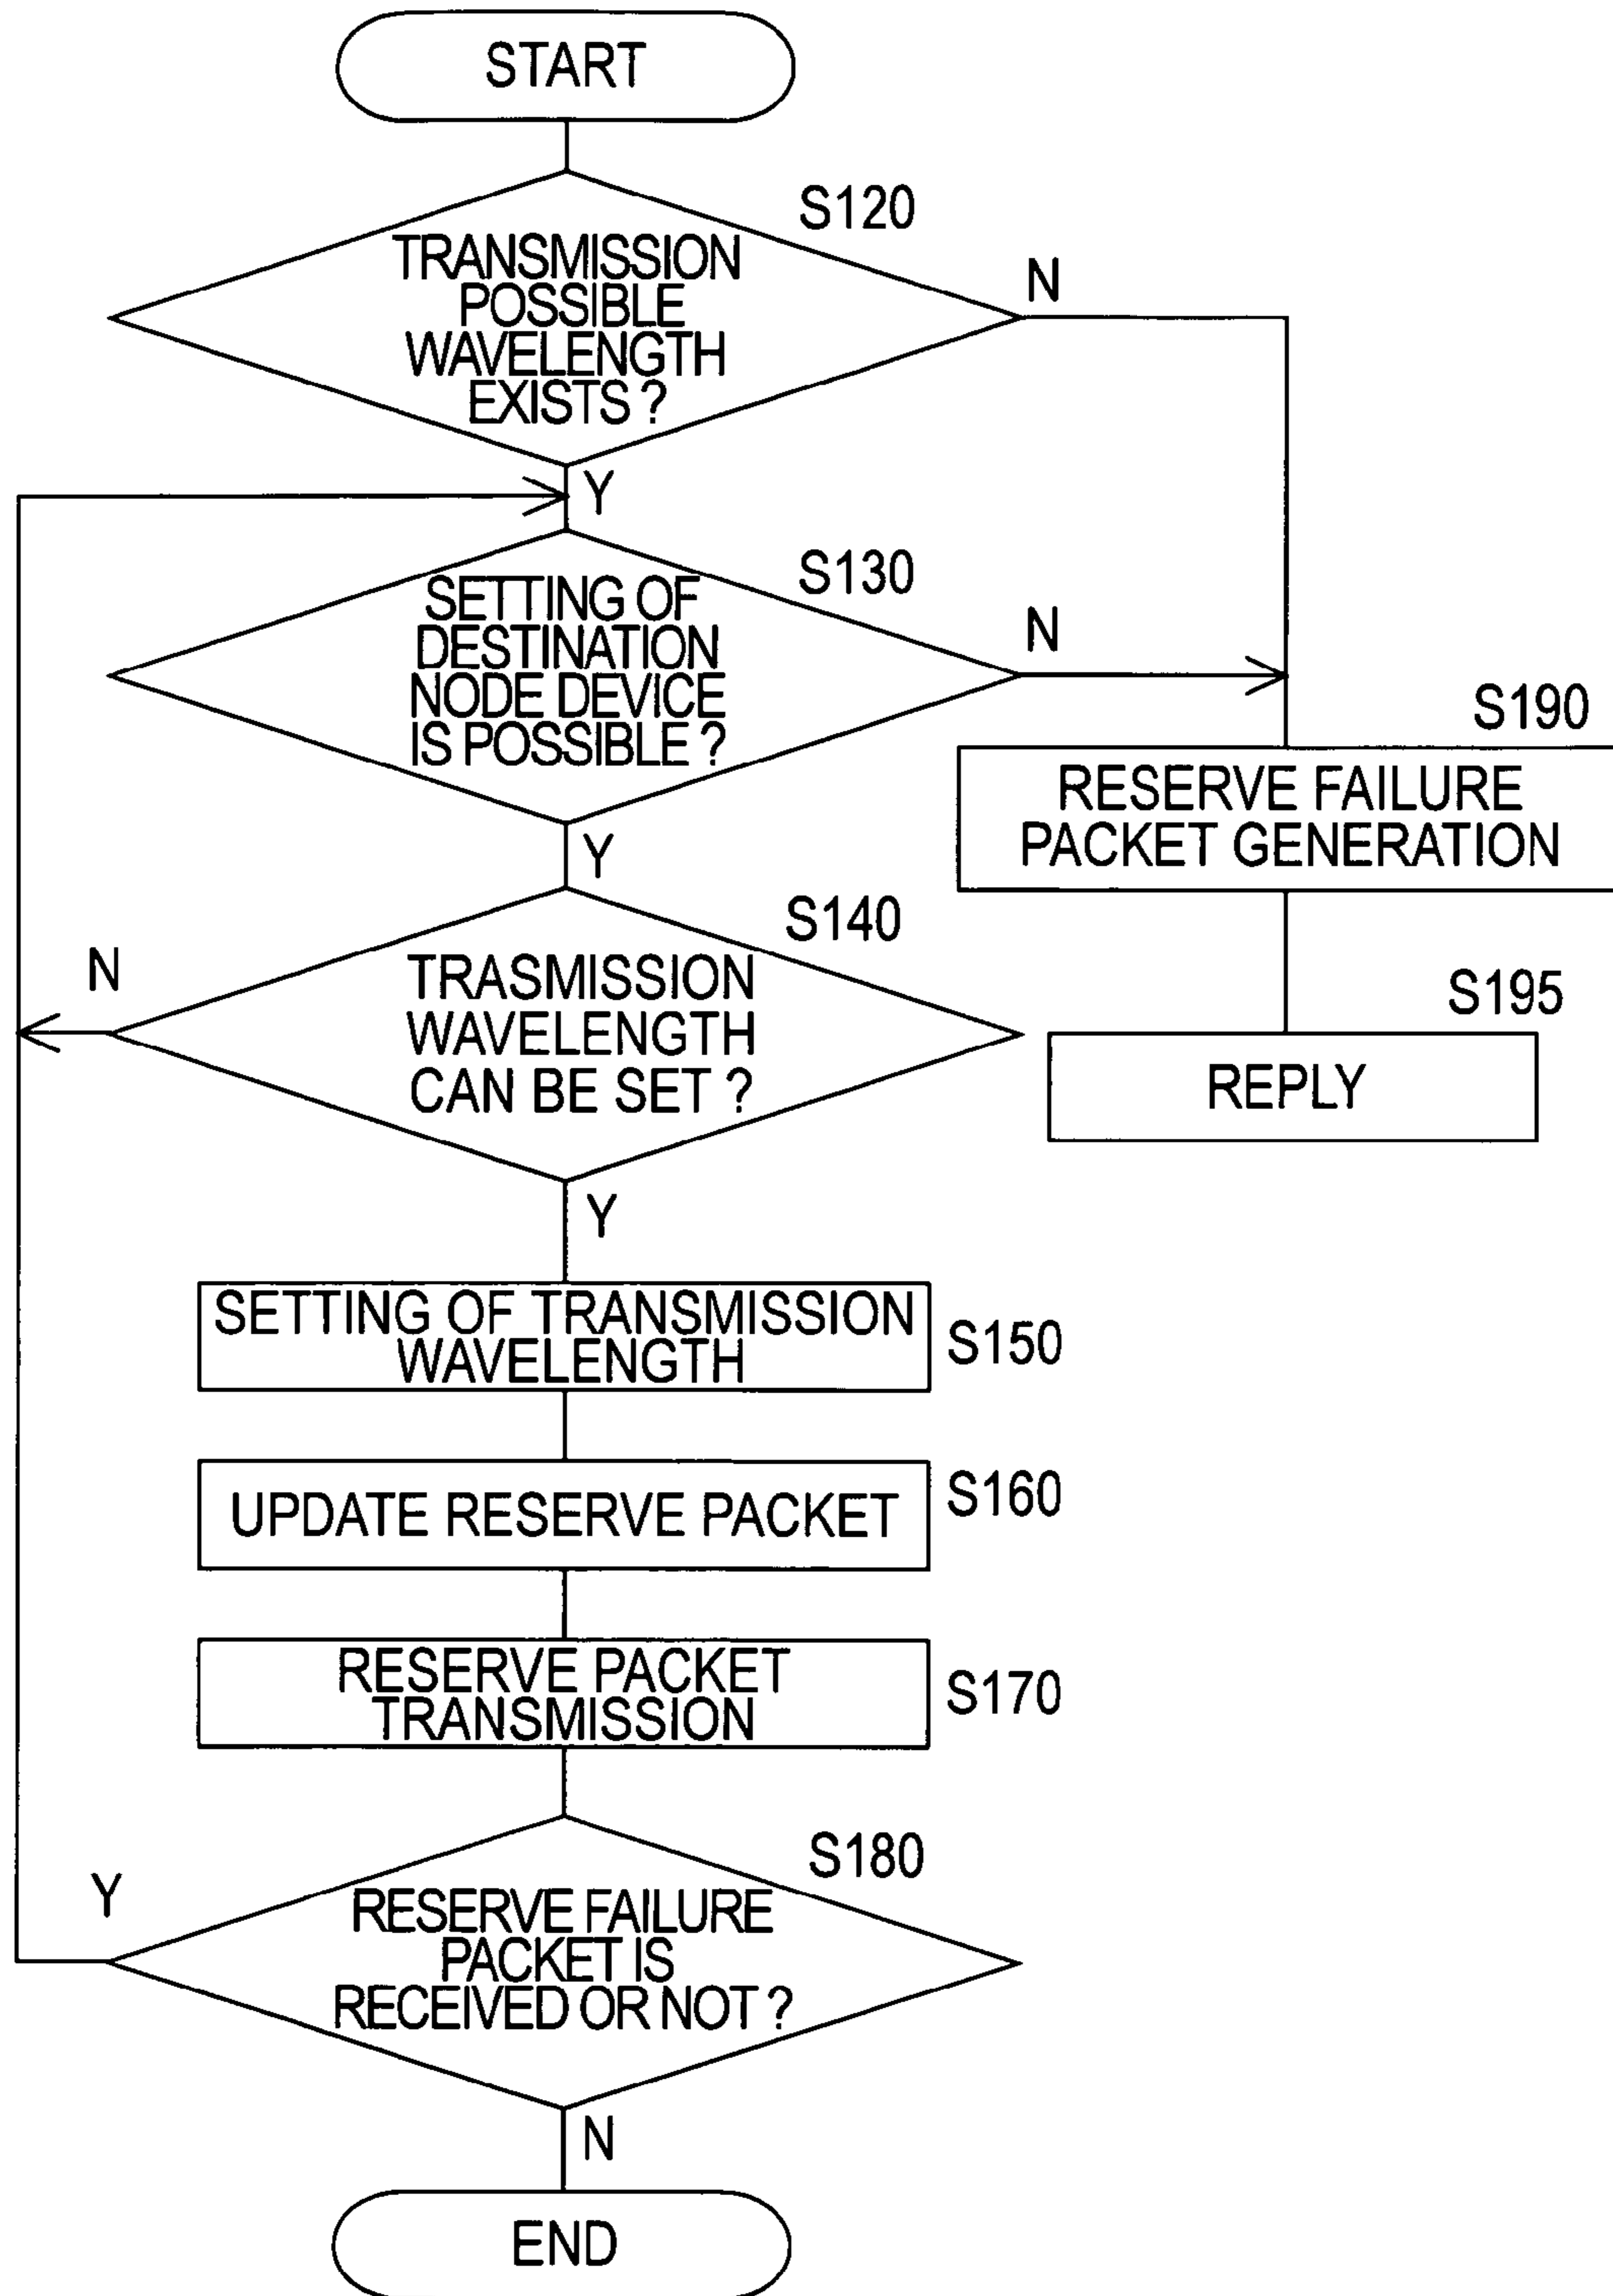 START
S120
TRANSMISSION
POSSIBLE
WAVELENGTH
EXISTS ?
N
Y
S130
SETTING OF
DESTINATION
NODE DEVICE
IS POSSIBLE ?
N
S190
RESERVE FAILURE
PACKET GENERATION
Y
S140
N
TRASMISSION
WAVELENGTH
CAN BE SET ?
S195
REPLY
Y
SETTING OF TRANSMISSION
WAVELENGTH
S150
UPDATE RESERVE PACKET
S160
RESERVE PACKET
TRANSMISSION
S170
S180
Y
RESERVE FAILURE
PACKET IS
RECEIVED OR NOT ?
N
END